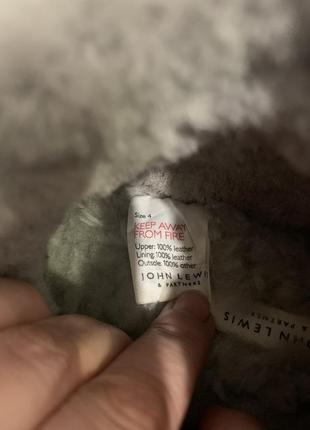 Size 4
KEEP AWAY
FROM FIRE
Upper: 100% leather
Lining: 100% leather
Outsole: 100% other
JOHN LEWIS
& PARTNERS
JOHN LEWIS
& PARTNER